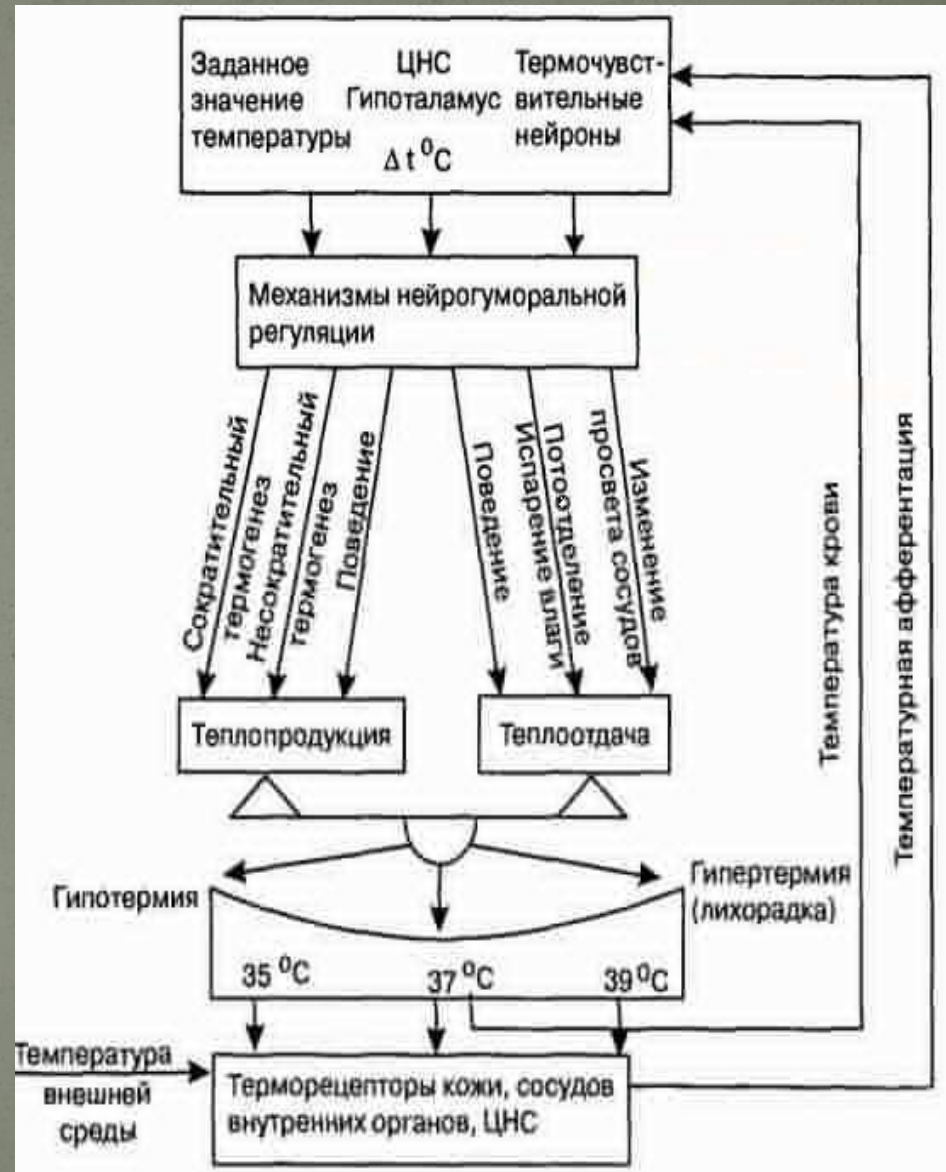 Заданное
значение
температуры
ЦНС
Гипоталамус
Δ t ⁰C
Термочувст-
вительные
нейроны
Механизмы нейрогуморальной
регуляции
Сократительный
термогенез
Несократительный
термогенез
Поведение
Поведение
Потоотделение
Испарение влаги
Изменение
просвета сосудов
Теплопродукция
Теплоотдача
Температура крови
Температурная афферентация
Гипотермия
Гипертермия
(лихорадка)
35 ⁰C
37 ⁰C
39 ⁰C
Температура
внешней
среды
Терморецепторы кожи, сосудов
внутренних органов, ЦНС